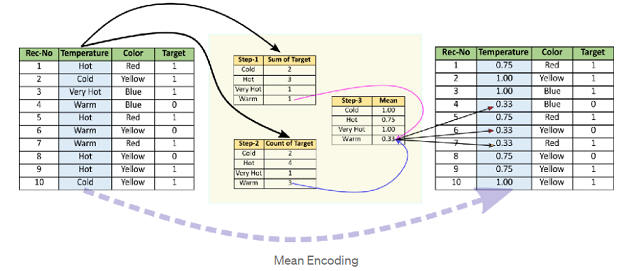 Rec-No Temperature Color Target
1 Hot Red 1
2 Cold Yellow 1
3 Very Hot Blue 1
4 Warm Blue 0
5 Hot Red 1
6 Warm Yellow 0
7 Warm Red 1
8 Hot Yellow 0
9 Hot Yellow 1
10 Cold Yellow 1
Step-1 Sum of Target
Cold 2
Hot 3
Very Hot 1
Warm 1
Step-2 Count of Target
Cold 2
Hot 4
Very Hot 1
Warm 3
Step-3 Mean
Cold 1.00
Hot 0.75
Very Hot 1.00
Warm 0.33
Rec-No Temperature Color Target
1 0.75 Red 1
2 1.00 Yellow 1
3 1.00 Blue 1
4 0.33 Blue 0
5 0.75 Red 1
6 0.33 Yellow 0
7 0.33 Red 1
8 0.75 Yellow 0
9 0.75 Yellow 1
10 1.00 Yellow 1
Mean Encoding